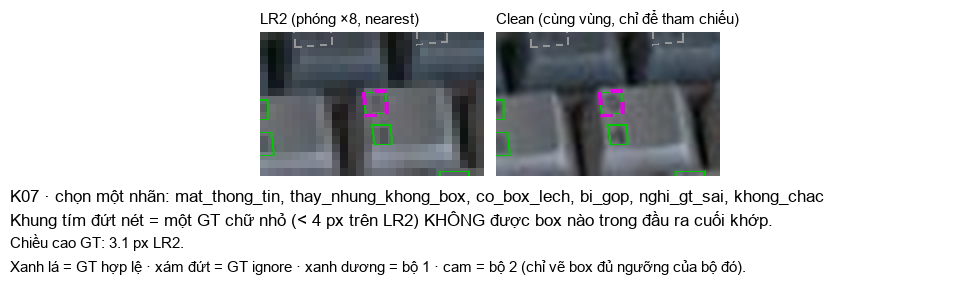 LR2 (phóng ×8, nearest)
Clean (cùng vùng, chỉ để tham chiếu)
K07 · chọn một nhãn: mat_thong_tin, thay_nhung_khong_box, co_box_lech, bi_gop, nghi_gt_sai, khong_chac
Khung tím đứt nét = một GT chữ nhỏ (< 4 px trên LR2) KHÔNG được box nào trong đầu ra cuối khớp.
Chiều cao GT: 3.1 px LR2.
Xanh lá = GT hợp lệ · xám đứt = GT ignore · xanh dương = bộ 1 · cam = bộ 2 (chỉ vẽ box đủ ngưỡng của bộ đó).